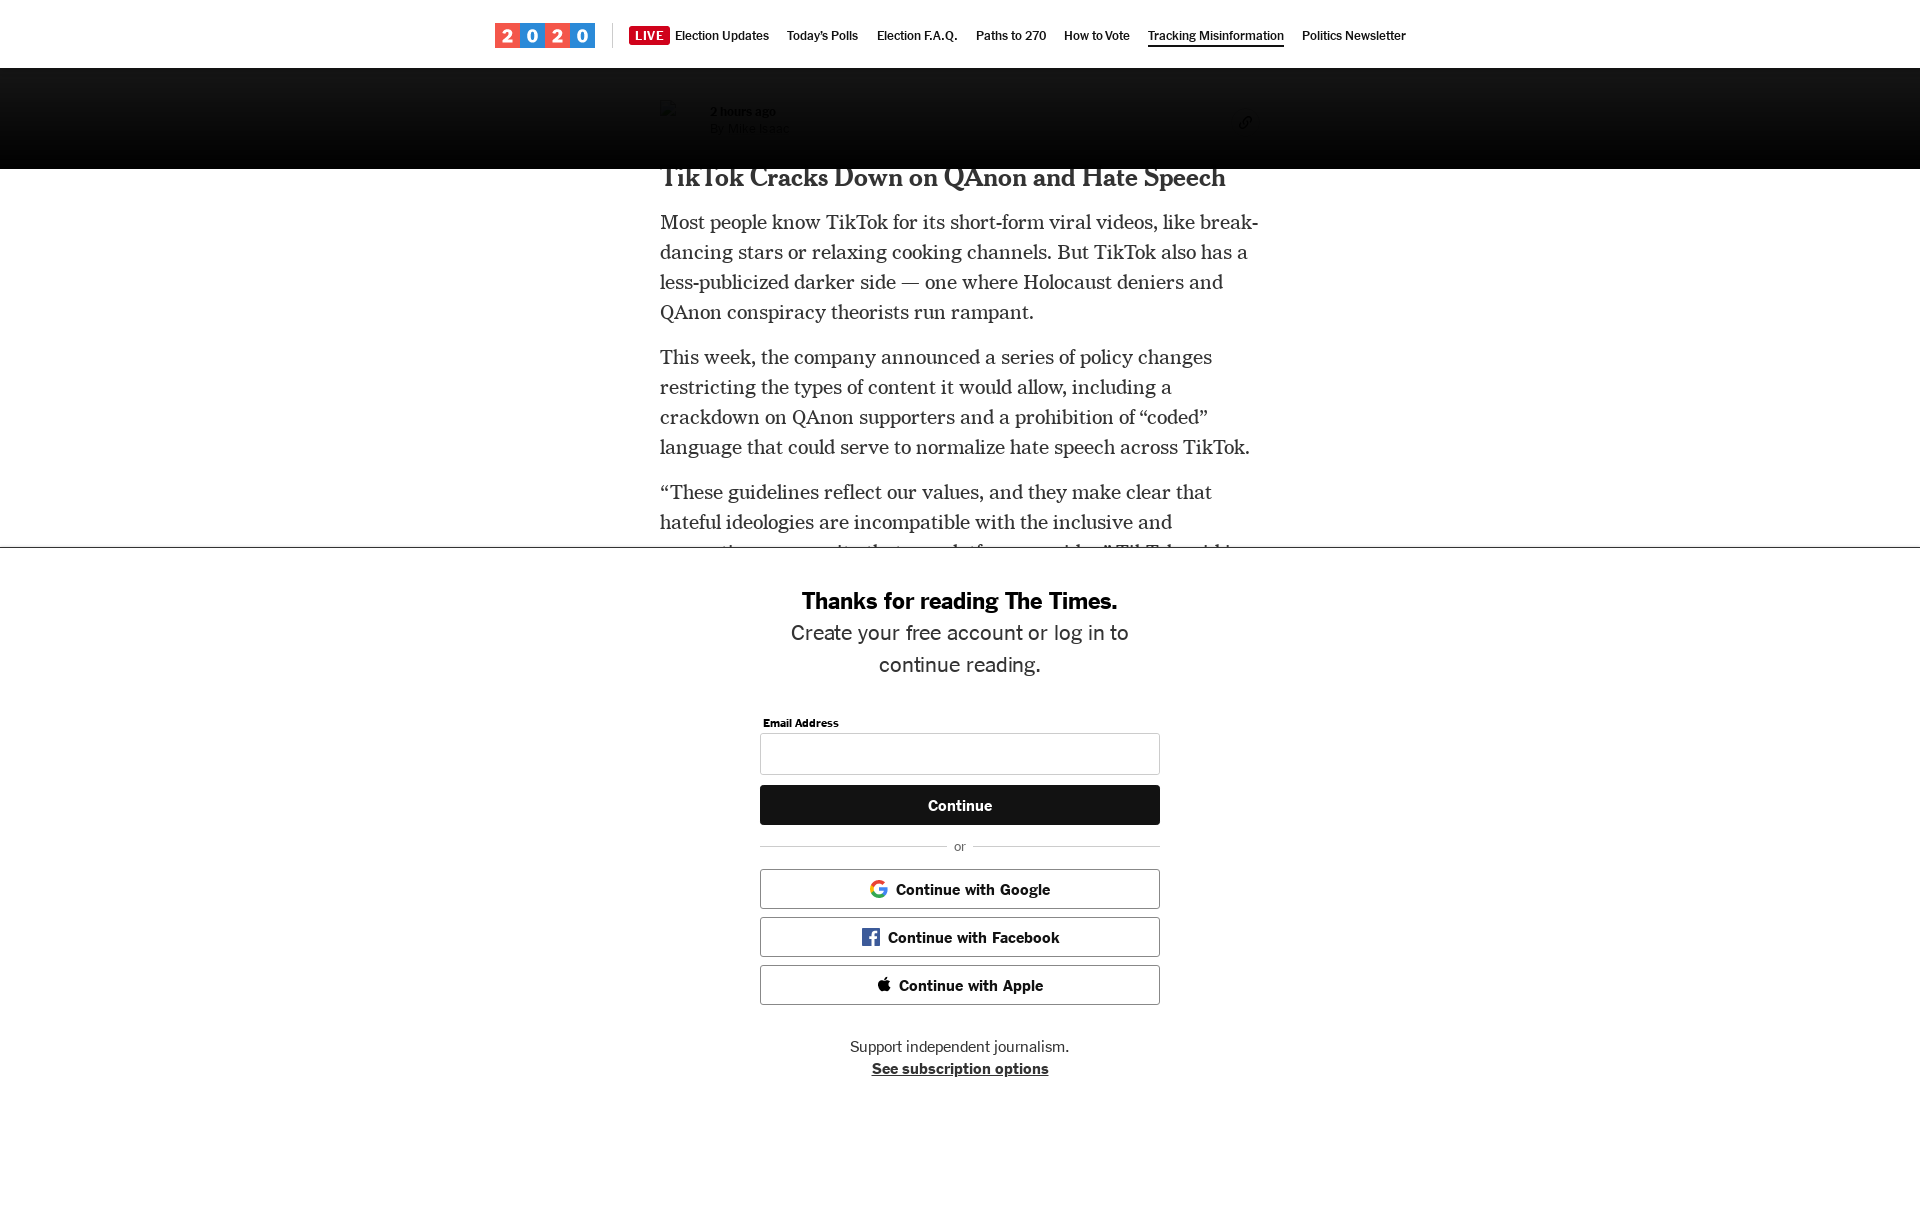 2020
LIVE Election Updates Today's Polls Election F.A.Q. Paths to 270 How to Vote Tracking Misinformation Politics Newsletter
2 hours ago
By Mike Isaac
TikTok Cracks Down on QAnon and Hate Speech
Most people know TikTok for its short-form viral videos, like break-
dancing stars or relaxing cooking channels. But TikTok also has a
less-publicized darker side — one where Holocaust deniers and
QAnon conspiracy theorists run rampant.
This week, the company announced a series of policy changes
restricting the types of content it would allow, including a
crackdown on QAnon supporters and a prohibition of “coded”
language that could serve to normalize hate speech across TikTok.
“These guidelines reflect our values, and they make clear that
hateful ideologies are incompatible with the inclusive and
Thanks for reading The Times.
Create your free account or log in to
continue reading.
Email Address
Continue
or
Continue with Google
Continue with Facebook
Continue with Apple
Support independent journalism.
See subscription options